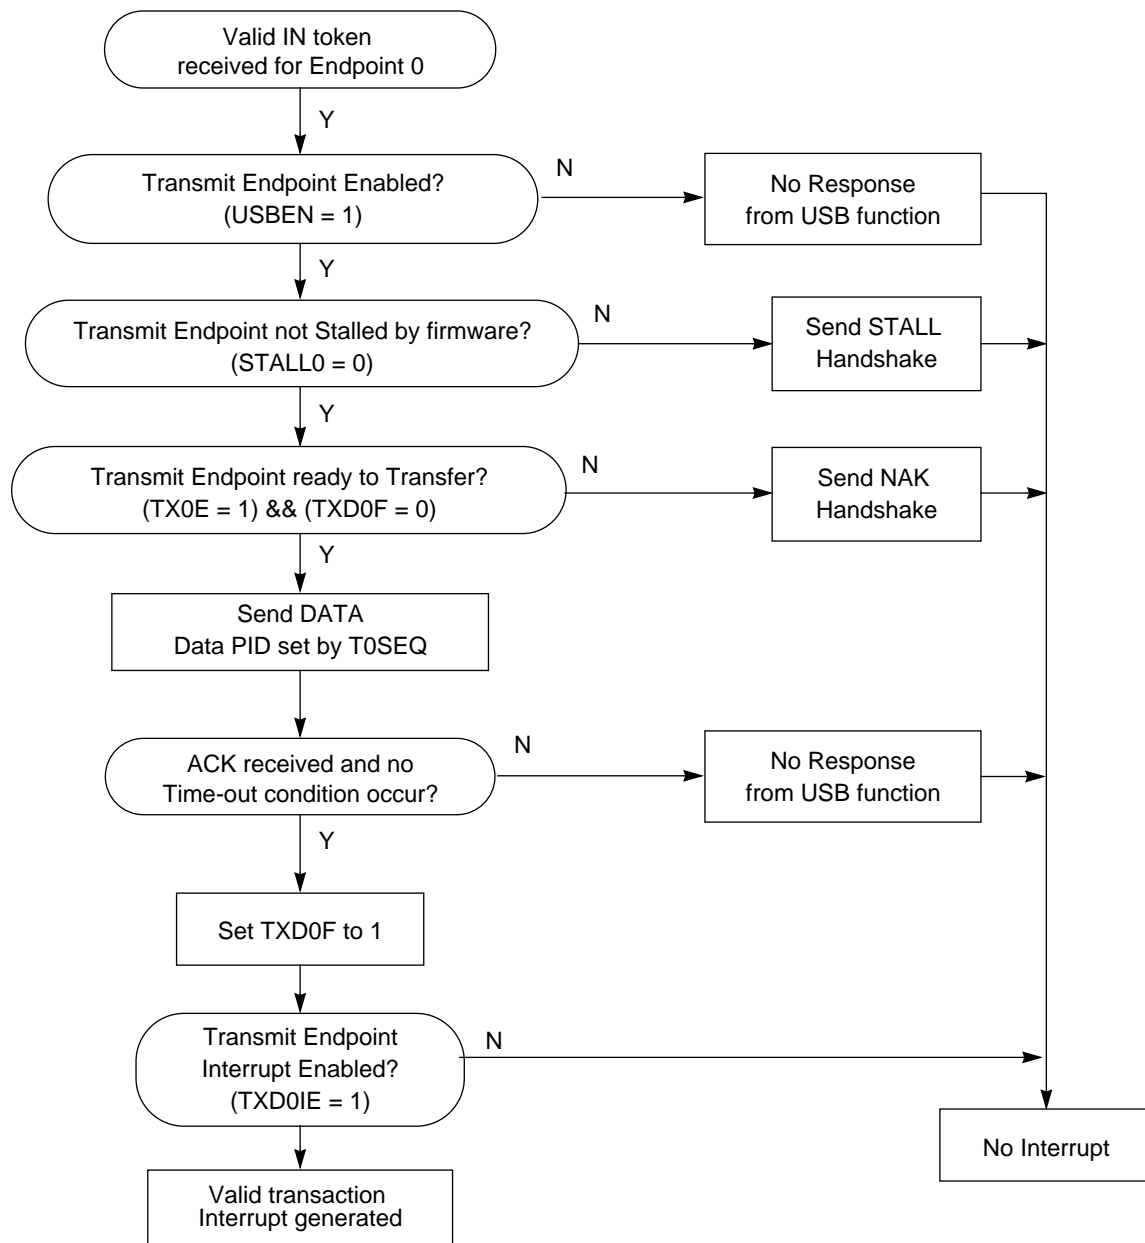 Valid IN token
received for Endpoint 0
Y
Transmit Endpoint Enabled?
(USBEN = 1)
N
No Response
from USB function
Y
Transmit Endpoint not Stalled by firmware?
(STALL0 = 0)
N
Send STALL
Handshake
Y
Transmit Endpoint ready to Transfer?
(TX0E = 1) && (TXD0F = 0)
N
Send NAK
Handshake
Y
Send DATA
Data PID set by T0SEQ
ACK received and no
Time-out condition occur?
N
No Response
from USB function
Y
Set TXD0F to 1
Transmit Endpoint
Interrupt Enabled?
(TXD0IE = 1)
N
No Interrupt
Valid transaction
Interrupt generated